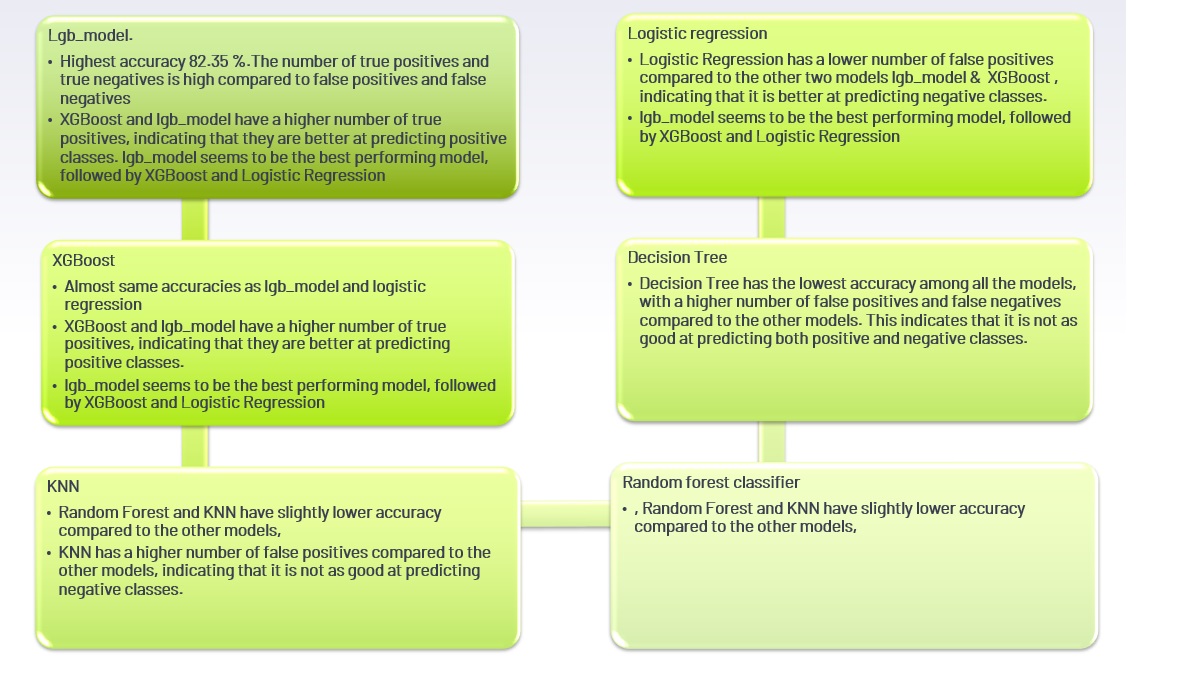 Lgb_model.
• Highest accuracy 82.35 %.The number of true positives and
true negatives is high compared to false positives and false
negatives
• XGBoost and lgb_model have a higher number of true
positives, indicating that they are better at predicting positive
classes. lgb_model seems to be the best performing model,
followed by XGBoost and Logistic Regression
XGBoost
• Almost same accuracies as lgb_model and logistic
regression
• XGBoost and lgb_model have a higher number of true
positives, indicating that they are better at predicting
positive classes.
• lgb_model seems to be the best performing model, followed
by XGBoost and Logistic Regression
KNN
• Random Forest and KNN have slightly lower accuracy
compared to the other models,
• KNN has a higher number of false positives compared to the
other models, indicating that it is not as good at predicting
negative classes.
Logistic regression
• Logistic Regression has a lower number of false positives
compared to the other two models lgb_model &  XGBoost ,
indicating that it is better at predicting negative classes.
• lgb_model seems to be the best performing model, followed
by XGBoost and Logistic Regression
Decision Tree
• Decision Tree has the lowest accuracy among all the models,
with a higher number of false positives and false negatives
compared to the other models. This indicates that it is not as
good at predicting both positive and negative classes.
Random forest classifier
• , Random Forest and KNN have slightly lower accuracy
compared to the other models,